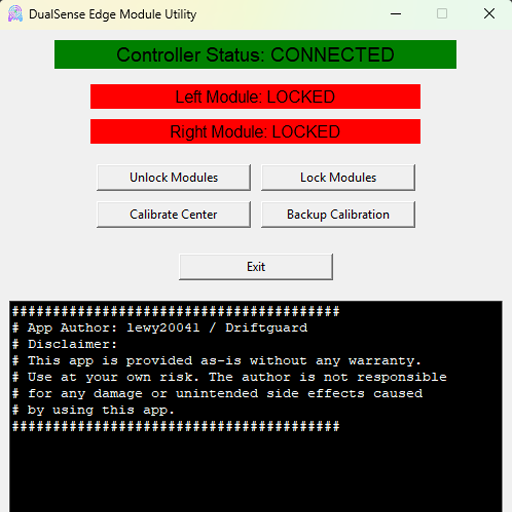 DualSense Edge Module Utility
Controller Status: CONNECTED
Left Module: LOCKED
Right Module: LOCKED
Unlock Modules
Lock Modules
Calibrate Center
Backup Calibration
Exit
########################################
# App Author: lewy20041 / Driftguard
# Disclaimer:
# This app is provided as-is without any warranty.
# Use at your own risk. The author is not responsible
# for any damage or unintended side effects caused
# by using this app.
########################################